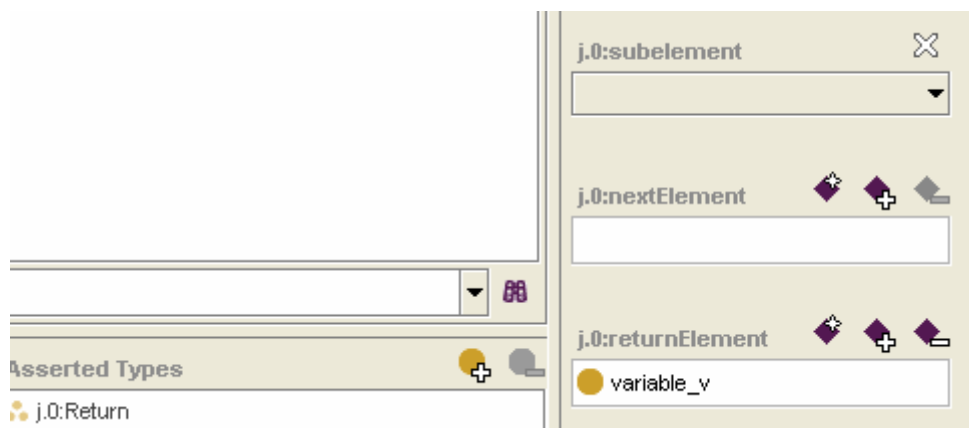 j.0:subelement
j.0:nextElement
j.0:returnElement
variable_v
Asserted Types
j.0:Return